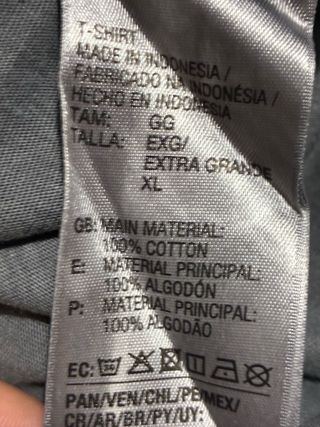 T-SHIRT
MADE IN INDONESIA /
FABRICADO NA INDONÉSIA /
HECHO EN INDONESIA
TAM: GG
TALLA: EXG/
EXTRA GRANDE
XL
GB: MAIN MATERIAL:
100% COTTON
E: MATERIAL PRINCIPAL:
100% ALGODÓN
P: MATERIAL PRINCIPAL:
100% ALGODÃO
EC:
PAN/VEN/CHL/PE/MEX/
CR/AR/BR/PY/UY: